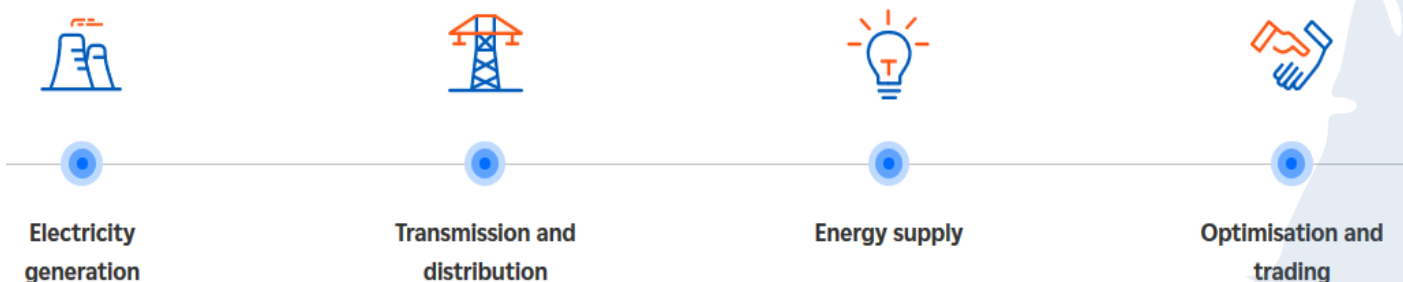 Electricity
generation
Transmission and
distribution
Energy supply
Optimisation and
trading